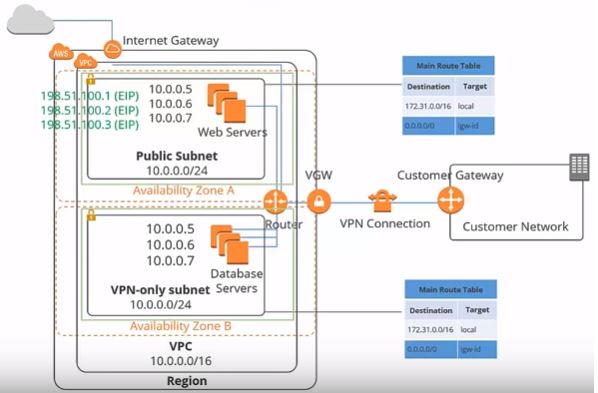 Internet Gateway
AWS
VPC
198.51.100.1 (EIP)
198.51.100.2 (EIP)
198.51.100.3 (EIP)
10.0.0.5
10.0.0.6
10.0.0.7
Web Servers
Public Subnet
10.0.0.0/24
Availability Zone A
Main Route Table
Destination Target
172.31.0.0/16 local
0.0.0.0/0 igw-id
VGW
Router
VPN Connection
Customer Gateway
Customer Network
10.0.0.5
10.0.0.6
10.0.0.7
Database
Servers
VPN-only subnet
10.0.0.0/24
Availability Zone B
Main Route Table
Destination Target
172.31.0.0/16 local
0.0.0.0/0 igw-id
VPC
10.0.0.0/16
Region